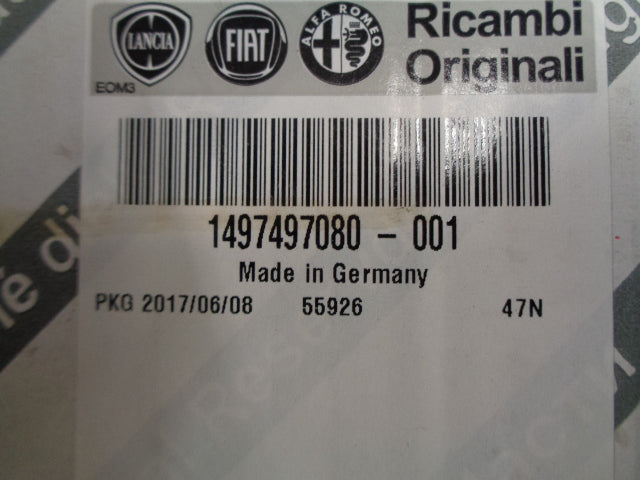 LANCIA FIAT ALFA ROMEO Ricambi
Originali
EOM3
1497497080 - 001
Made in Germany
PKG 2017/06/08 55926 47N